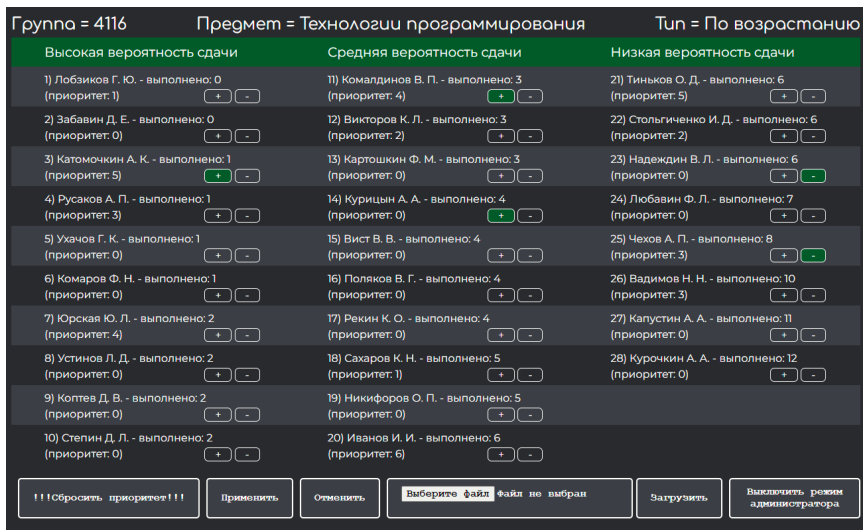 Группа = 4116 Предмет = Технологии программирования Тип = По возрастанию
Высокая вероятность сдачи Средняя вероятность сдачи Низкая вероятность сдачи
1) Лобзиков Г. Ю. - выполнено: 0
(приоритет: 1) + -
2) Забавин Д. Е. - выполнено: 0
(приоритет: 0) + -
3) Катомочкин А. К. - выполнено: 1
(приоритет: 5) + -
4) Русаков А. П. - выполнено: 1
(приоритет: 3) + -
5) Ухачов Г. К. - выполнено: 1
(приоритет: 0) + -
6) Комаров Ф. Н. - выполнено: 1
(приоритет: 0) + -
7) Юрская Ю. Л. - выполнено: 2
(приоритет: 4) + -
8) Устинов Л. Д. - выполнено: 2
(приоритет: 0) + -
9) Коптев Д. В. - выполнено: 2
(приоритет: 0) + -
10) Степин Д. Л. - выполнено: 2
(приоритет: 0) + -
11) Комалдинов В. П. - выполнено: 3
(приоритет: 4) + -
12) Викторов К. Л. - выполнено: 3
(приоритет: 2) + -
13) Картошкин Ф. М. - выполнено: 3
(приоритет: 0) + -
14) Курицын А. А. - выполнено: 4
(приоритет: 0) + -
15) Вист В. В. - выполнено: 4
(приоритет: 0) + -
16) Поляков В. Г. - выполнено: 4
(приоритет: 0) + -
17) Рекин К. О. - выполнено: 4
(приоритет: 0) + -
18) Сахаров К. Н. - выполнено: 5
(приоритет: 1) + -
19) Никифоров О. П. - выполнено: 5
(приоритет: 0) + -
20) Иванов И. И. - выполнено: 6
(приоритет: 6) + -
21) Тиньков О. Д. - выполнено: 6
(приоритет: 5) + -
22) Стольгиченко И. Д. - выполнено: 6
(приоритет: 2) + -
23) Надеждин В. Л. - выполнено: 6
(приоритет: 0) + -
24) Любавин Ф. Л. - выполнено: 7
(приоритет: 0) + -
25) Чехов А. П. - выполнено: 8
(приоритет: 3) + -
26) Вадимов Н. Н. - выполнено: 10
(приоритет: 3) + -
27) Капустин А. А. - выполнено: 11
(приоритет: 0) + -
28) Курочкин А. А. - выполнено: 12
(приоритет: 0) + -
!!!Сбросить приоритет!!!
Применить
Отменить
Выберите файл Файл не выбран
Загрузить
Выключить режим
администратора